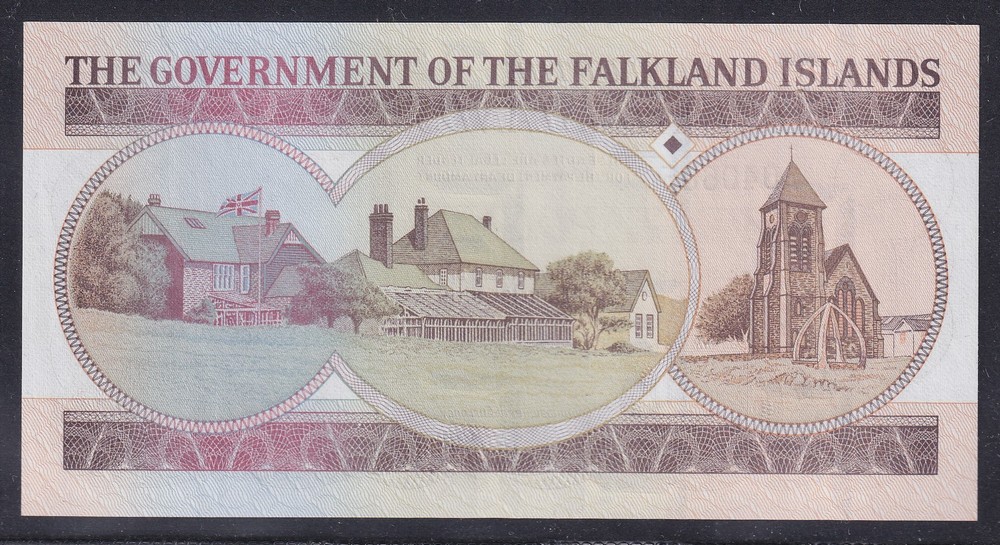 THE GOVERNMENT OF THE FALKLAND ISLANDS